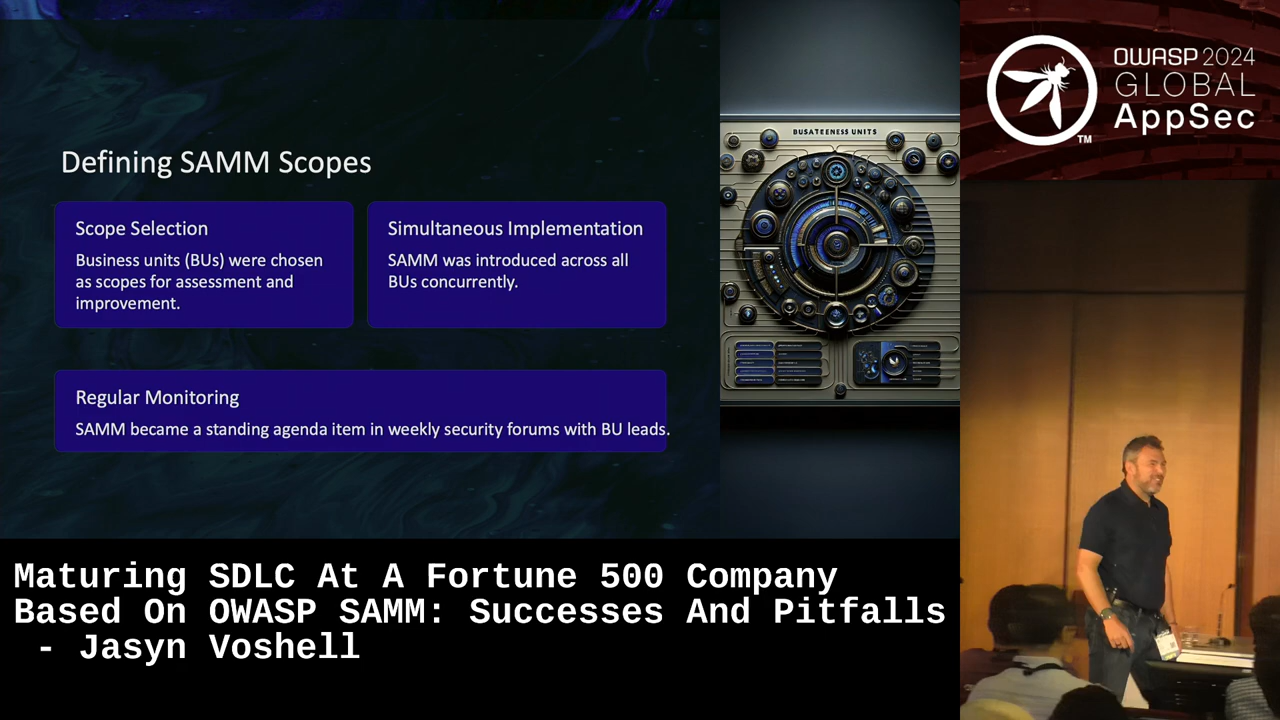 Defining SAMM Scopes
Scope Selection
Business units (BUs) were chosen
as scopes for assessment and
improvement.
Simultaneous Implementation
SAMM was introduced across all
BUs concurrently.
Regular Monitoring
SAMM became a standing agenda item in weekly security forums with BU leads.
BUSATEENESS UNITS
OWASP 2024
GLOBAL
AppSec
TM
Maturing SDLC At A Fortune 500 Company
Based On OWASP SAMM: Successes And Pitfalls
- Jasyn Voshell